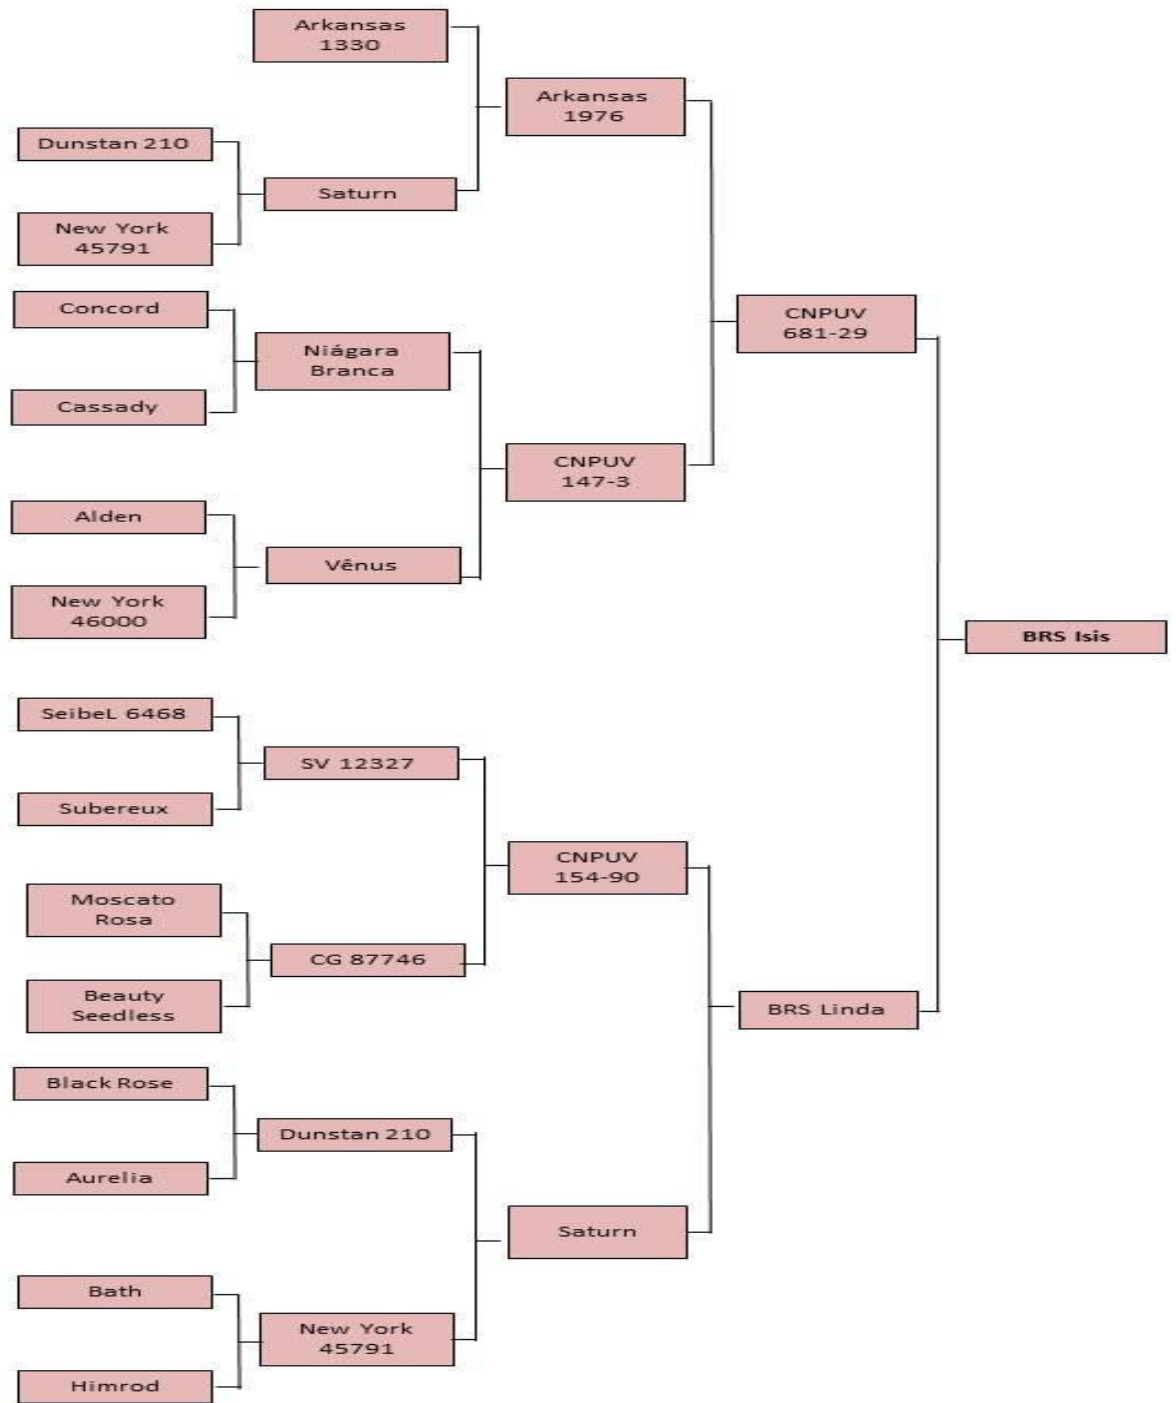 Arkansas
1330
Arkansas
1976
Dunstan 210
Saturn
New York
45791
Concord
CNPUV
681-29
Niágara
Branca
Cassady
CNPUV
147-3
Alden
Vênus
New York
46000
BRS Isis
SeibeL 6468
SV 12327
Subereux
CNPUV
154-90
Moscato
Rosa
CG 87746
Beauty
Seedless
BRS Linda
Black Rose
Dunstan 210
Aurelia
Saturn
Bath
New York
45791
Himrod